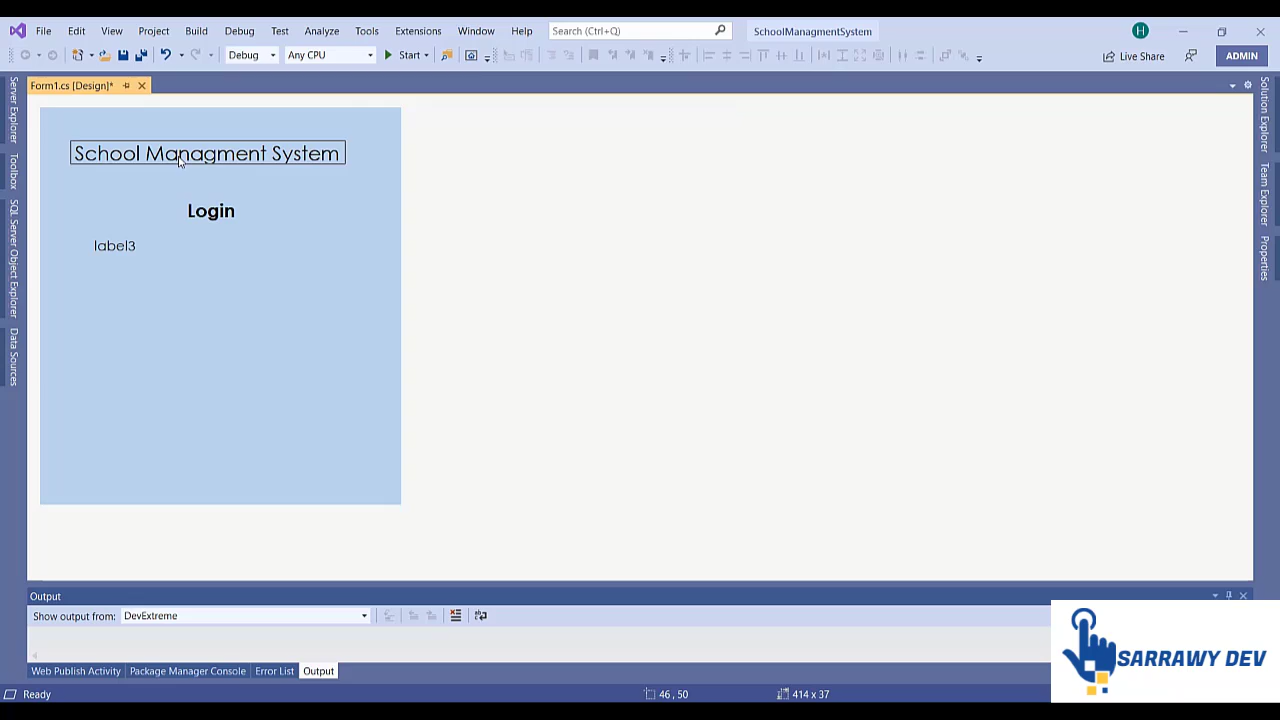 File Edit View Project Build Debug Test Analyze Tools Extensions Window Help Search (Ctrl+Q) SchoolManagmentSystem H
Debug Any CPU Start Live Share ADMIN
Form1.cs [Design]*
Server Explorer
Toolbox
SQL Server Object Explorer
Data Sources
School Managment System
Login
label3
Solution Explorer
Team Explorer
Properties
Output
Show output from: DevExtreme
Web Publish Activity Package Manager Console Error List Output
Ready 46 , 50 414 x 37
SARRAWY DEV